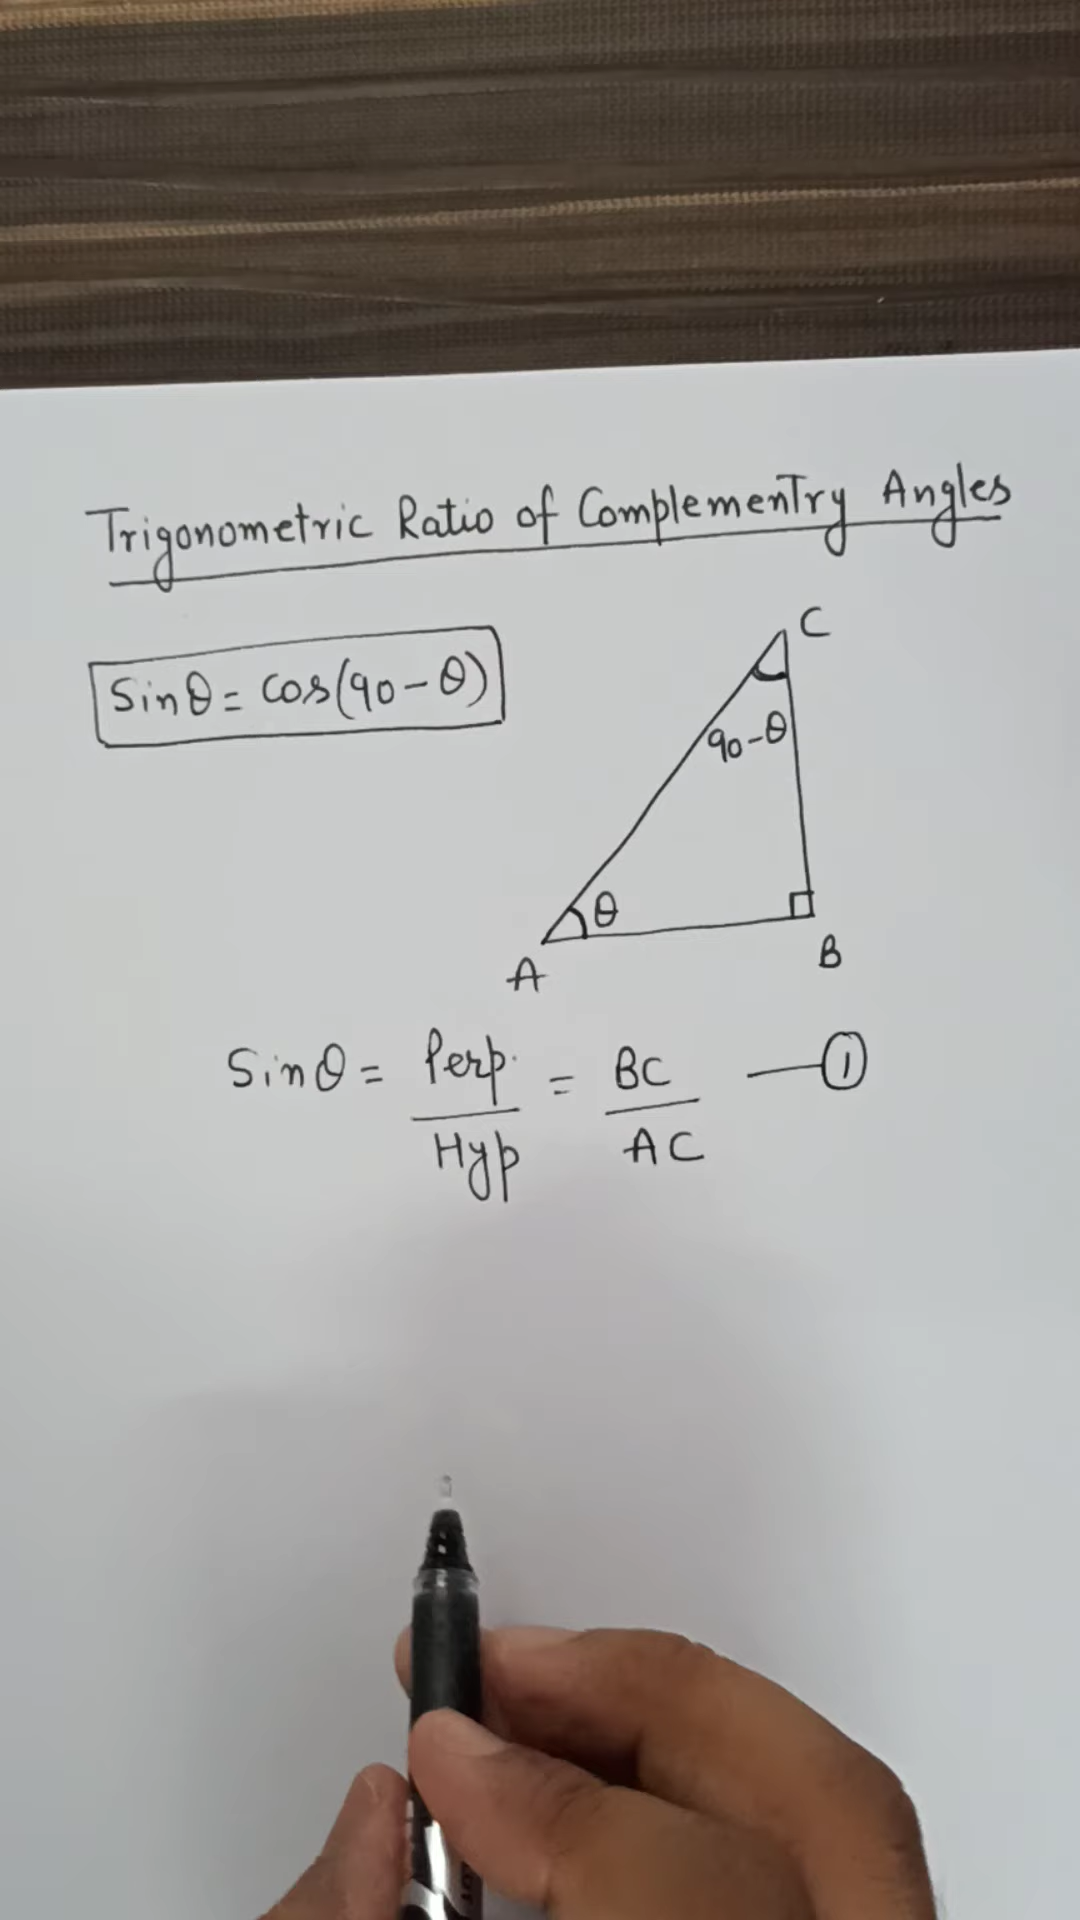 Trigonometric Ratio of Complementry Angles
Sinθ = cos(90-θ)
C
90-θ
θ
A
B
Sinθ = Perp. / Hyp = BC / AC — ①